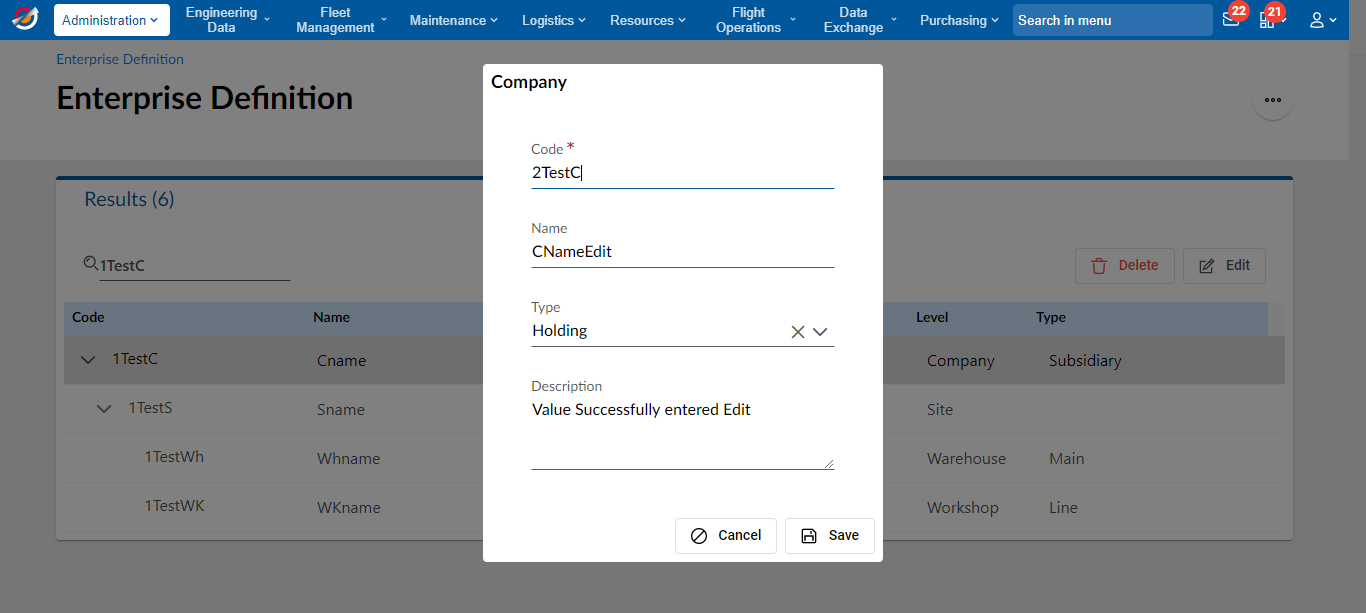 Administration
Engineering Data
Fleet Management
Maintenance
Logistics
Resources
Flight Operations
Data Exchange
Purchasing
Search in menu
22
21
Enterprise Definition
Enterprise Definition
Company
Code *
2TestC
Name
CNameEdit
Type
Holding
Description
Value Successfully entered Edit
Cancel
Save
Results (6)
1TestC
Delete
Edit
Code Name Level Type
1TestC Cname Company Subsidiary
1TestS Sname Site
1TestWh Whname Warehouse Main
1TestWK WKname Workshop Line